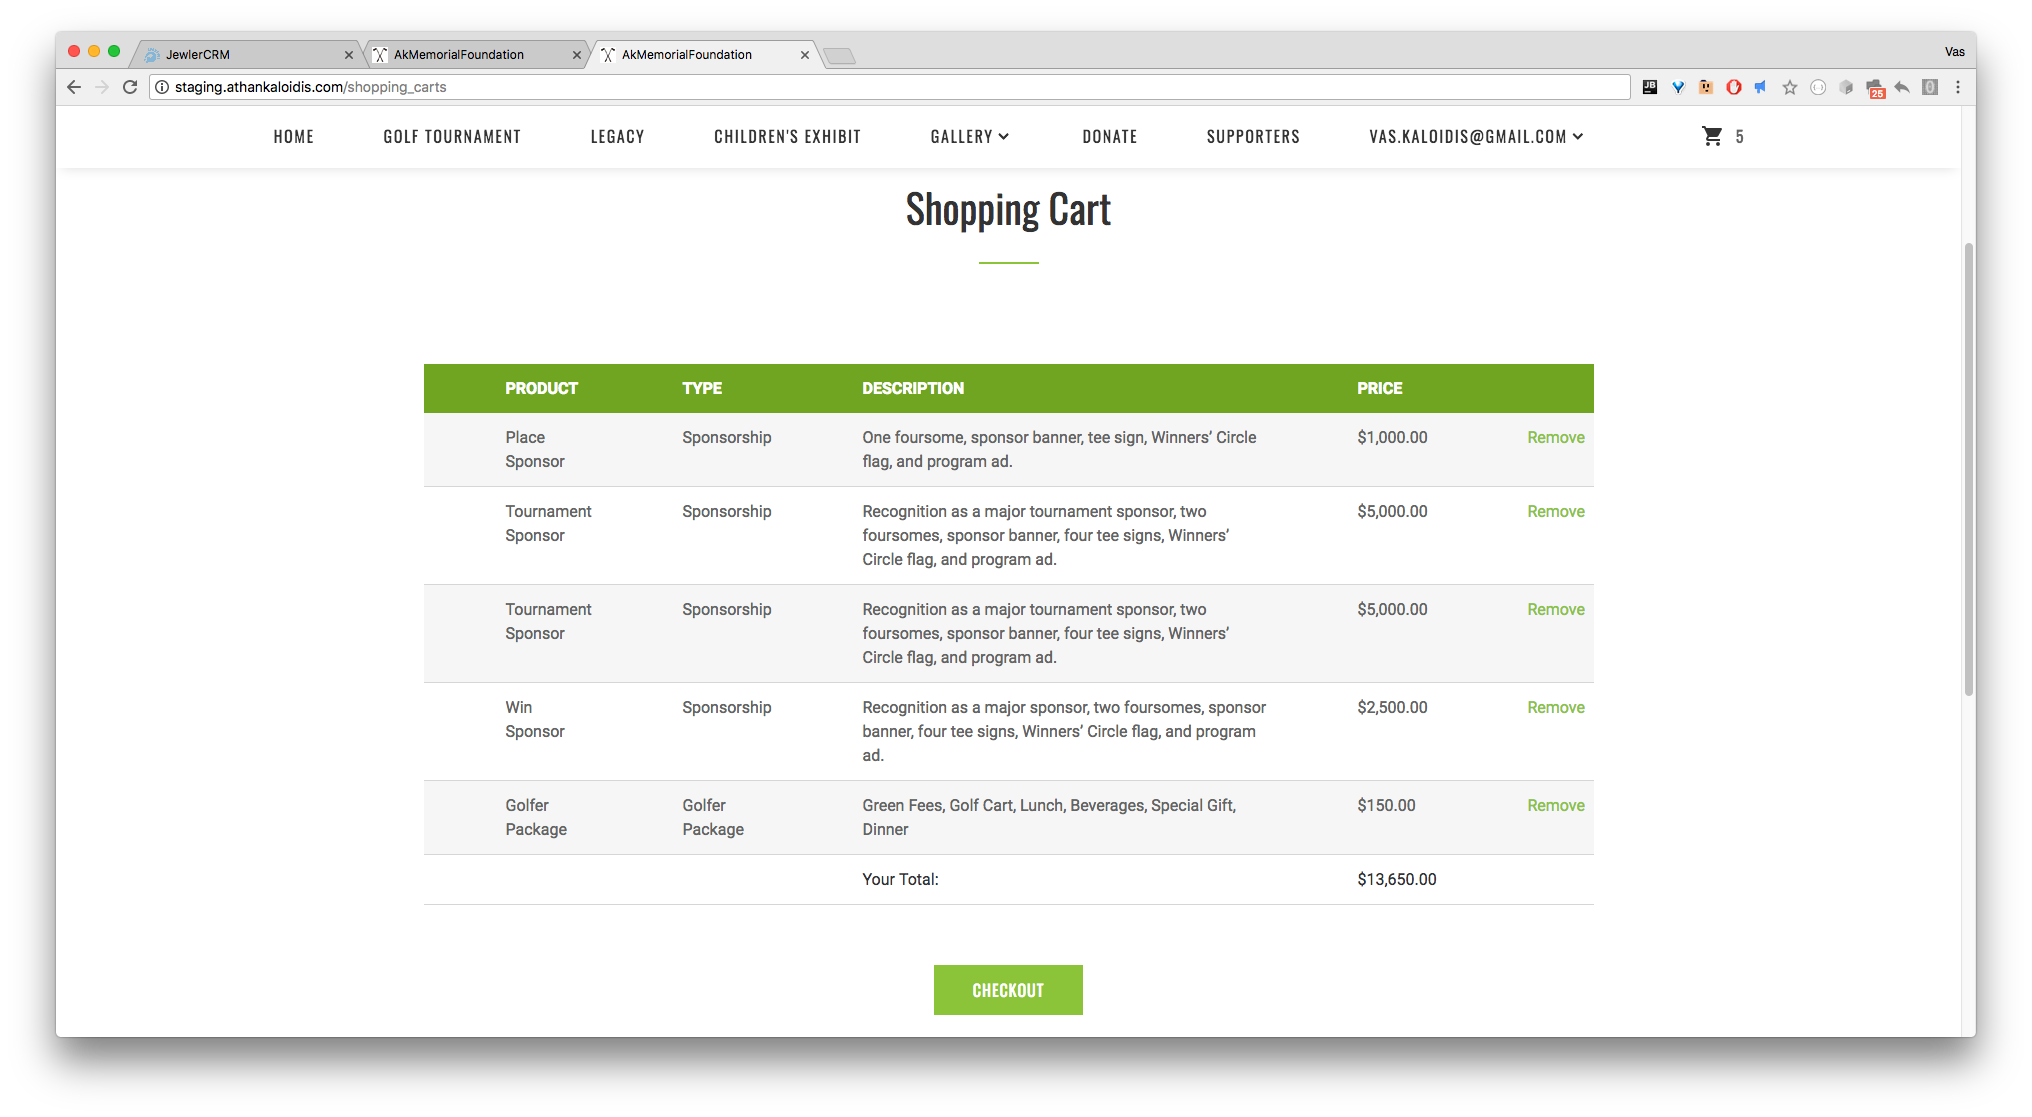 JewlerCRM
AkMemorialFoundation
AkMemorialFoundation
Vas
staging.athankaloidis.com/shopping_carts
JB
25
0
HOME
GOLF TOURNAMENT
LEGACY
CHILDREN'S EXHIBIT
GALLERY
DONATE
SUPPORTERS
VAS.KALOIDIS@GMAIL.COM
5
Shopping Cart
PRODUCT TYPE DESCRIPTION PRICE
Place Sponsorship One foursome, sponsor banner, tee sign, Winners’ Circle $1,000.00 Remove
Sponsor flag, and program ad.
Tournament Sponsorship Recognition as a major tournament sponsor, two $5,000.00 Remove
Sponsor foursomes, sponsor banner, four tee signs, Winners’
Circle flag, and program ad.
Tournament Sponsorship Recognition as a major tournament sponsor, two $5,000.00 Remove
Sponsor foursomes, sponsor banner, four tee signs, Winners’
Circle flag, and program ad.
Win Sponsorship Recognition as a major sponsor, two foursomes, sponsor $2,500.00 Remove
Sponsor banner, four tee signs, Winners’ Circle flag, and program
ad.
Golfer Golfer Green Fees, Golf Cart, Lunch, Beverages, Special Gift, $150.00 Remove
Package Package Dinner
Your Total: $13,650.00
CHECKOUT